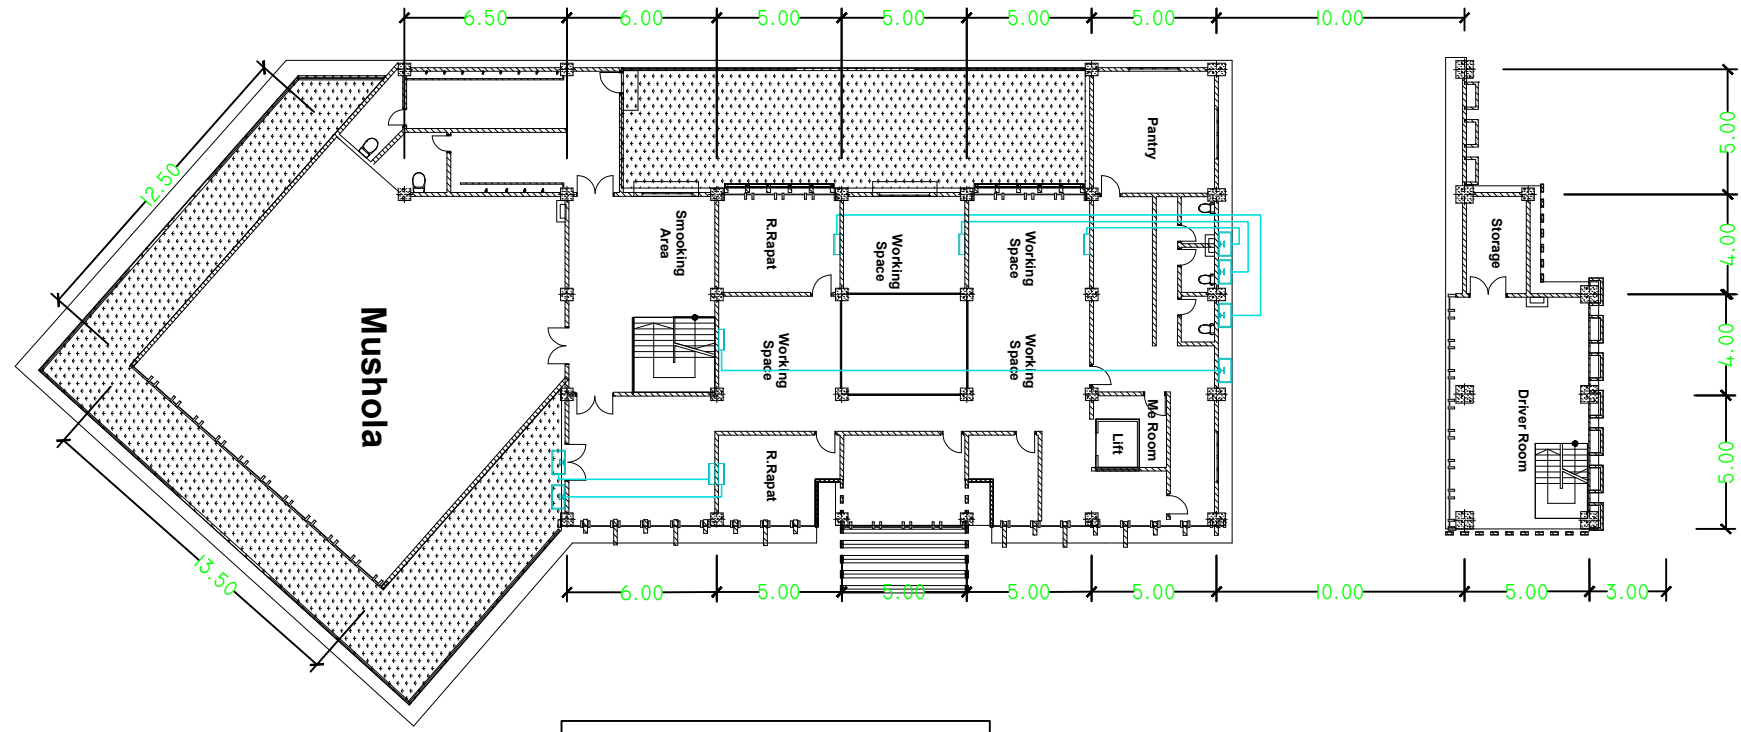 6.50
6.00
5.00
5.00
5.00
5.00
10.00
12.50
13.50
Mushola
Smooking
Area
R.Rapat
Working
Space
Working
Space
Working
Space
Working
Space
R.Rapat
Pantry
Me Room
Lift
Storage
Driver Room
5.00
4.00
4.00
5.00
6.00
5.00
5.00
5.00
5.00
10.00
5.00
3.00